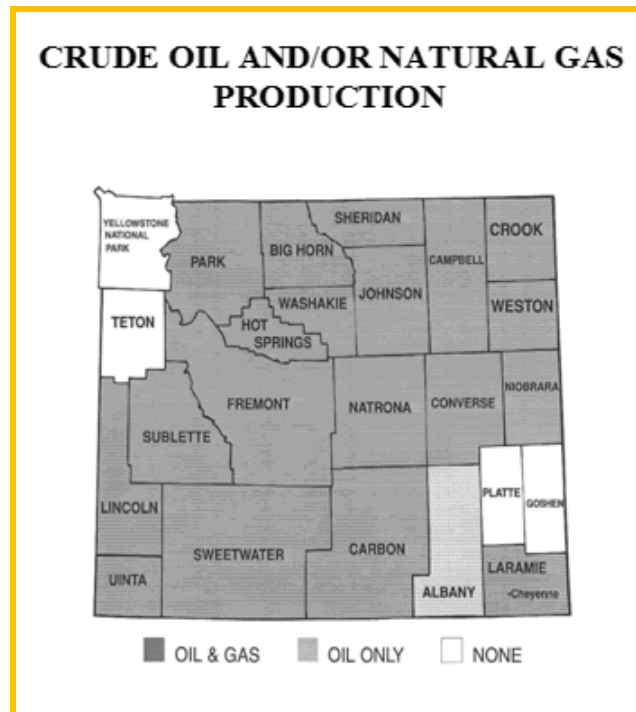 CRUDE OIL AND/OR NATURAL GAS
PRODUCTION
YELLOWSTONE
NATIONAL
PARK
PARK
BIG HORN
SHERIDAN
CAMPBELL
CROOK
TETON
WASHAKIE
JOHNSON
WESTON
HOT
SPRINGS
FREMONT
NATRONA
CONVERSE
NIOBRARA
SUBLETTE
LINCOLN
PLATTE
GOSHEN
SWEETWATER
CARBON
UINTA
ALBANY
LARAMIE
•Cheyenne
OIL & GAS
OIL ONLY
NONE